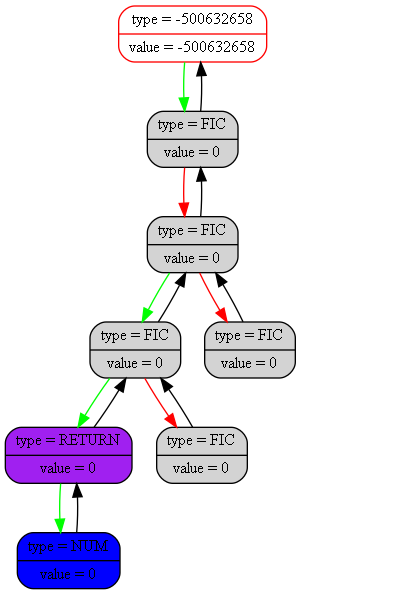 type = -500632658
value = -500632658
type = FIC
value = 0
type = FIC
value = 0
type = FIC
value = 0
type = FIC
value = 0
type = RETURN
value = 0
type = FIC
value = 0
type = NUM
value = 0